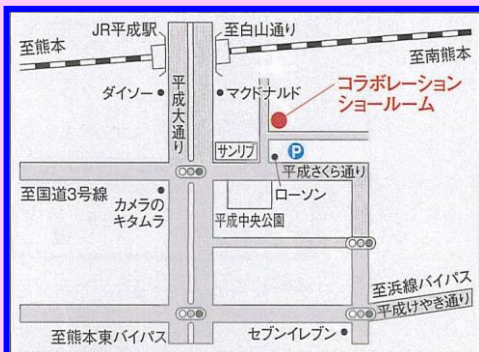 JR平成駅
至白山通り
至熊本
至南熊本
ダイソー
平成大通り
マクドナルド
コラボレーション
ショールーム
サンリブ
P
平成さくら通り
至国道3号線
カメラの
キタムラ
ローソン
平成中央公園
至浜線バイパス
平成けやき通り
至熊本東バイパス
セブンイレブン